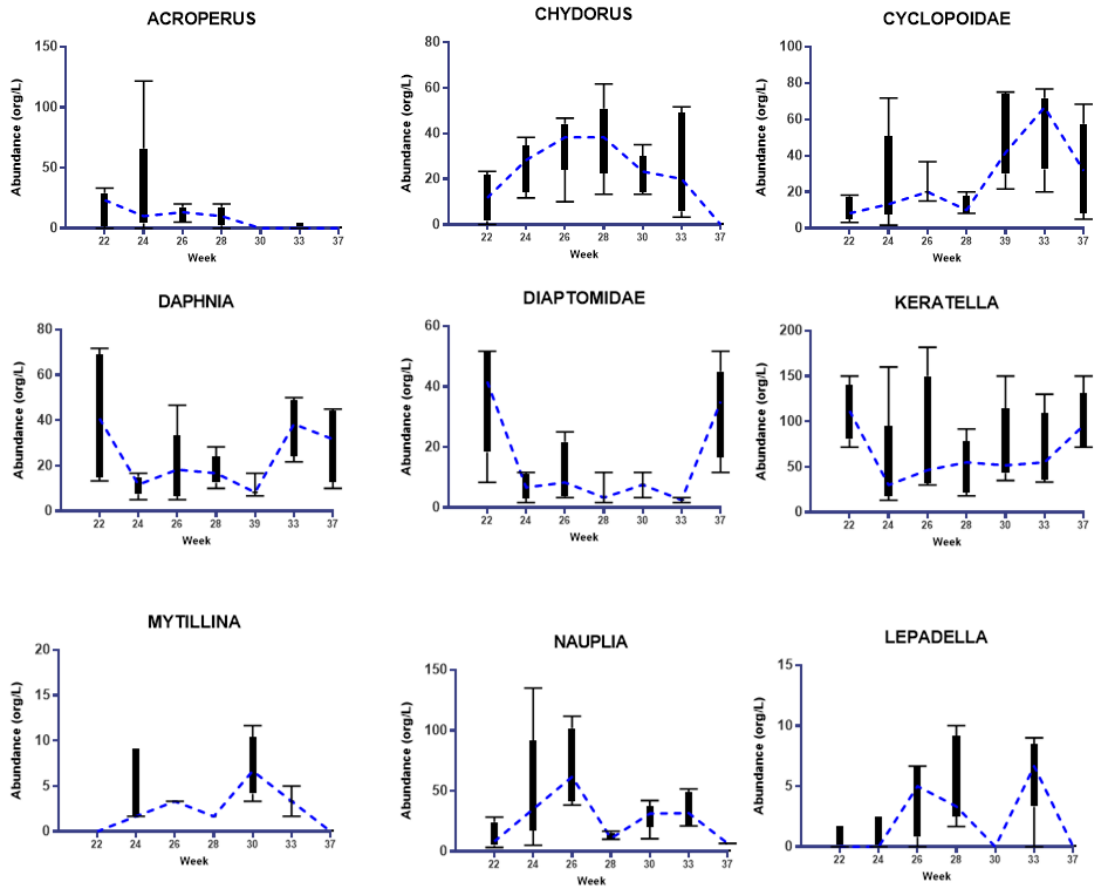 ACROPERUS
Abundance (org/L)
150
100
50
0
22 24 26 28 30 33 37
Week
CHYDORUS
Abundance (org/L)
80
60
40
20
0
22 24 26 28 30 33 37
Week
CYCLOPOIDAE
Abundance (org/L)
100
80
60
40
20
0
22 24 26 28 39 33 37
Week
DAPHNIA
Abundance (org/L)
80
60
40
20
0
22 24 26 28 39 33 37
Week
DIAPTOMIDAE
Abundance (org/L)
60
40
20
0
22 24 26 28 30 33 37
Week
KERATELLA
Abundance (org/L)
200
150
100
50
0
22 24 26 28 30 33 37
Week
MYTILLINA
Abundance (org/L)
20
15
10
5
0
22 24 26 28 30 33 37
Week
NAUPLIA
Abundance (org/L)
150
100
50
0
22 24 26 28 30 33 37
Week
LEPADELLA
Abundance (org/L)
15
10
5
0
22 24 26 28 30 33 37
Week